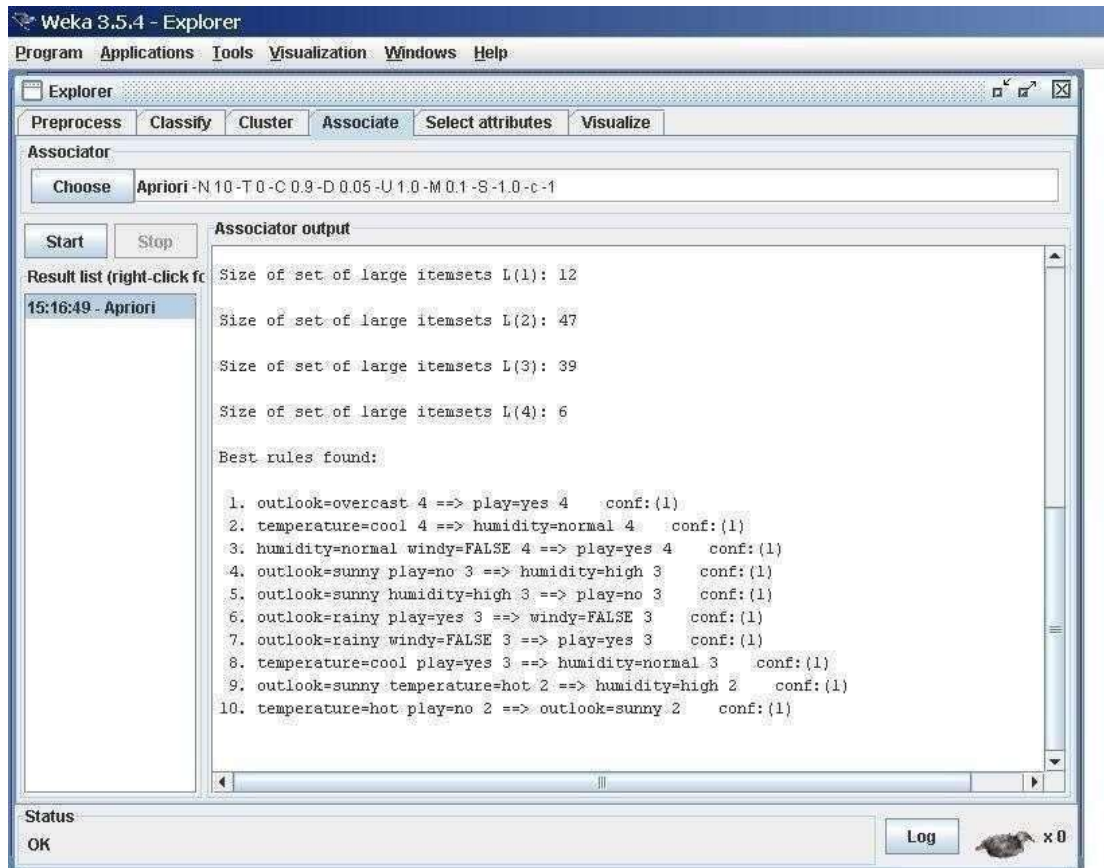 Weka 3.5.4 - Explorer
Program Applications Tools Visualization Windows Help
Explorer
Preprocess Classify Cluster Associate Select attributes Visualize
Associator
Choose Apriori -N 10 -T 0 -C 0.9 -D 0.05 -U 1.0 -M 0.1 -S -1.0 -c -1
Start Stop
Result list (right-click fo
15:16:49 - Apriori
Associator output
Size of set of large itemsets L(1): 12
Size of set of large itemsets L(2): 47
Size of set of large itemsets L(3): 39
Size of set of large itemsets L(4): 6
Best rules found:
1. outlook=overcast 4 ==> play=yes 4 conf:(1)
2. temperature=cool 4 ==> humidity=normal 4 conf:(1)
3. humidity=normal windy=FALSE 4 ==> play=yes 4 conf:(1)
4. outlook=sunny play=no 3 ==> humidity=high 3 conf:(1)
5. outlook=sunny humidity=high 3 ==> play=no 3 conf:(1)
6. outlook=rainy play=yes 3 ==> windy=FALSE 3 conf:(1)
7. outlook=rainy windy=FALSE 3 ==> play=yes 3 conf:(1)
8. temperature=cool play=yes 3 ==> humidity=normal 3 conf:(1)
9. outlook=sunny temperature=hot 2 ==> humidity=high 2 conf:(1)
10. temperature=hot play=no 2 ==> outlook=sunny 2 conf:(1)
Status
OK
Log x 0